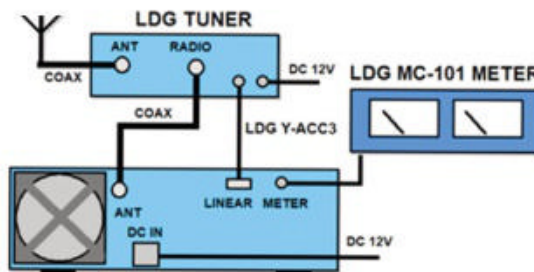 LDG TUNER
ANT
RADIO
DC 12V
COAX
LDG MC-101 METER
COAX
LDG Y-ACC3
ANT
LINEAR
METER
DC IN
DC 12V